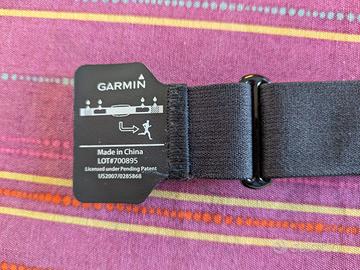 GARMIN
Made in China
LOT#700895
Licensed under Pending Patent
US2007/0285868